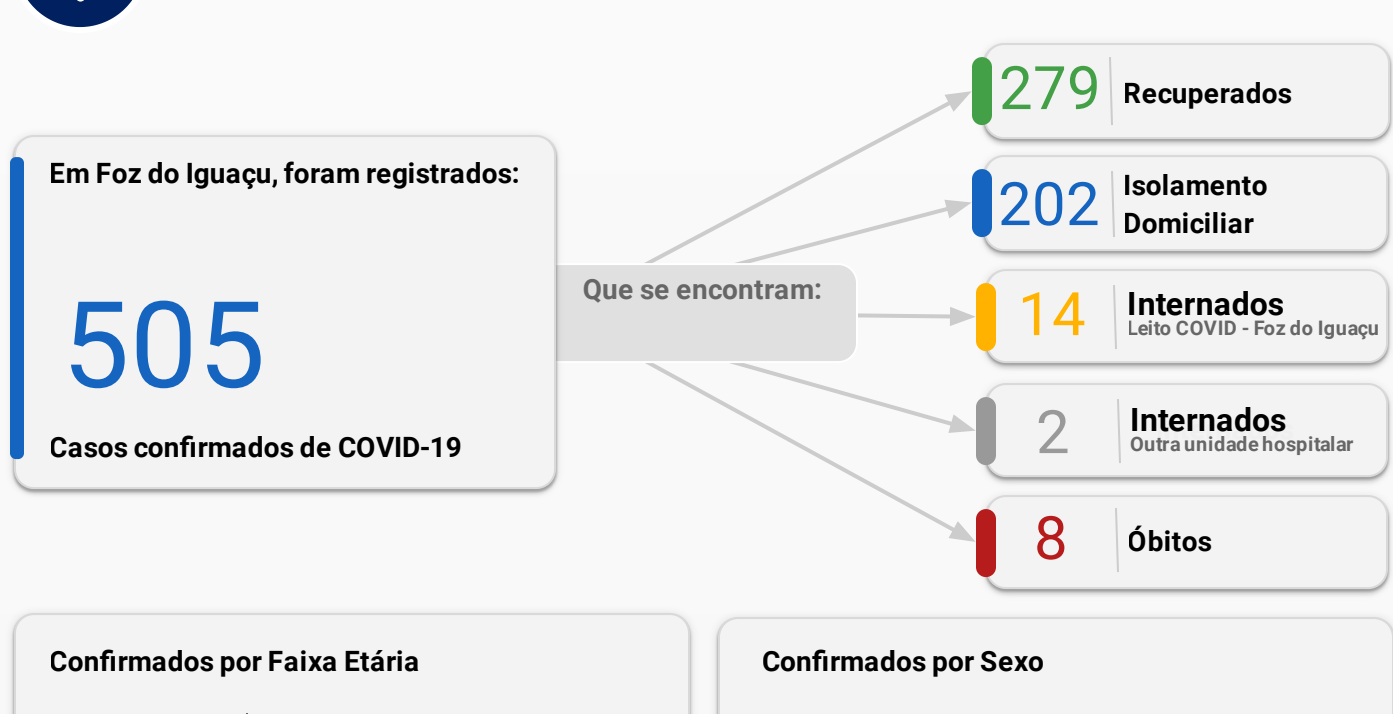 Em Foz do Iguaçu, foram registrados:
505
Casos confirmados de COVID-19
Que se encontram:
279 Recuperados
202 Isolamento
Domiciliar
14 Internados
Leito COVID - Foz do Iguaçu
2 Internados
Outra unidade hospitalar
8 Óbitos
Confirmados por Faixa Etária
Confirmados por Sexo